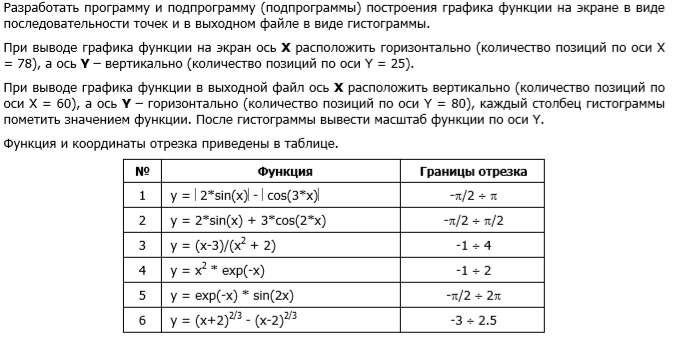 Разработать программу и подпрограмму (подпрограммы) построения графика функции на экране в виде
последовательности точек и в выходном файле в виде гистограммы.
При выводе графика функции на экран ось X расположить горизонтально (количество позиций по оси X
= 78), а ось Y – вертикально (количество позиций по оси Y = 25).
При выводе графика функции в выходной файл ось X расположить вертикально (количество позиций по
оси X = 60), а ось Y – горизонтально (количество позиций по оси Y = 80), каждый столбец гистограммы
пометить значением функции. После гистограммы вывести масштаб функции по оси Y.
Функция и координаты отрезка приведены в таблице.
№ Функция Границы отрезка
1 y = | 2*sin(x)| - | cos(3*x)| -π/2 ÷ π
2 y = 2*sin(x) + 3*cos(2*x) -π/2 ÷ π/2
3 y = (x-3)/(x² + 2) -1 ÷ 4
4 y = x² * exp(-x) -1 ÷ 2
5 y = exp(-x) * sin(2x) -π/2 ÷ 2π
6 y = (x+2)^2/3 - (x-2)^2/3 -3 ÷ 2.5